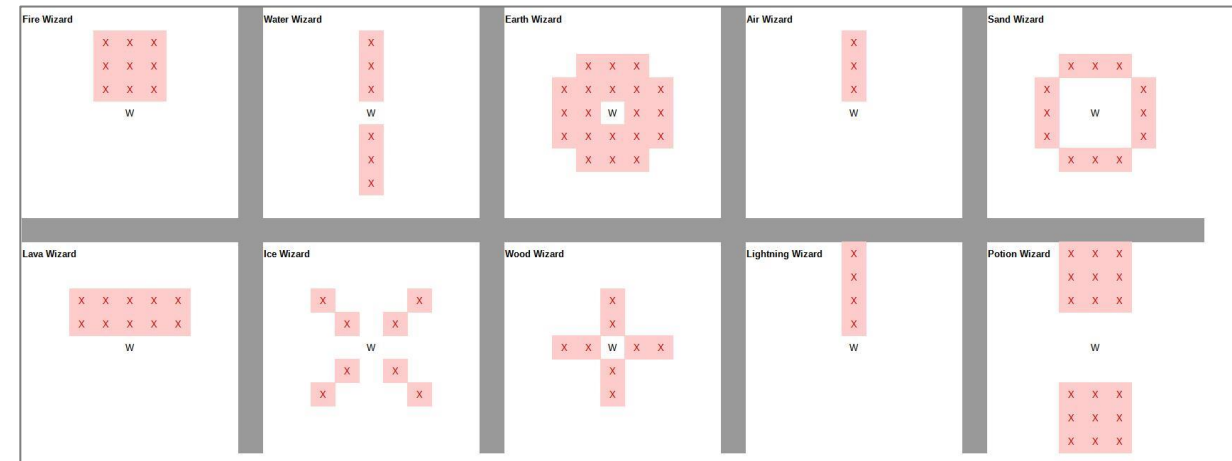 Fire Wizard Water Wizard Earth Wizard Air Wizard Sand Wizard
X X X X X
X X X X X X X X X X X
X X X X X X X X X X X X
W W X X W X X W X W X
X X X X X X X X
X X X X X X X
X
Lava Wizard Ice Wizard Wood Wizard Lightning Wizard X Potion Wizard X X X
X X X X
X X X X X X X X X X X X
X X X X X X X X X
W W X X W X X W W
X X X
X X X X X X
X X X
X X X